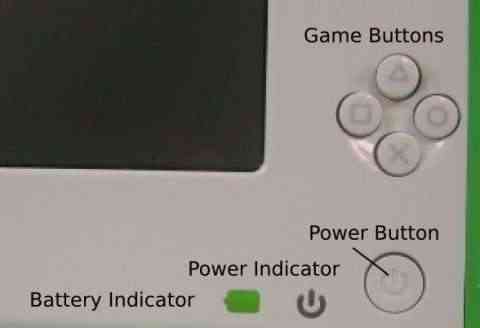 Game Buttons
Power Button
Power Indicator
Battery Indicator